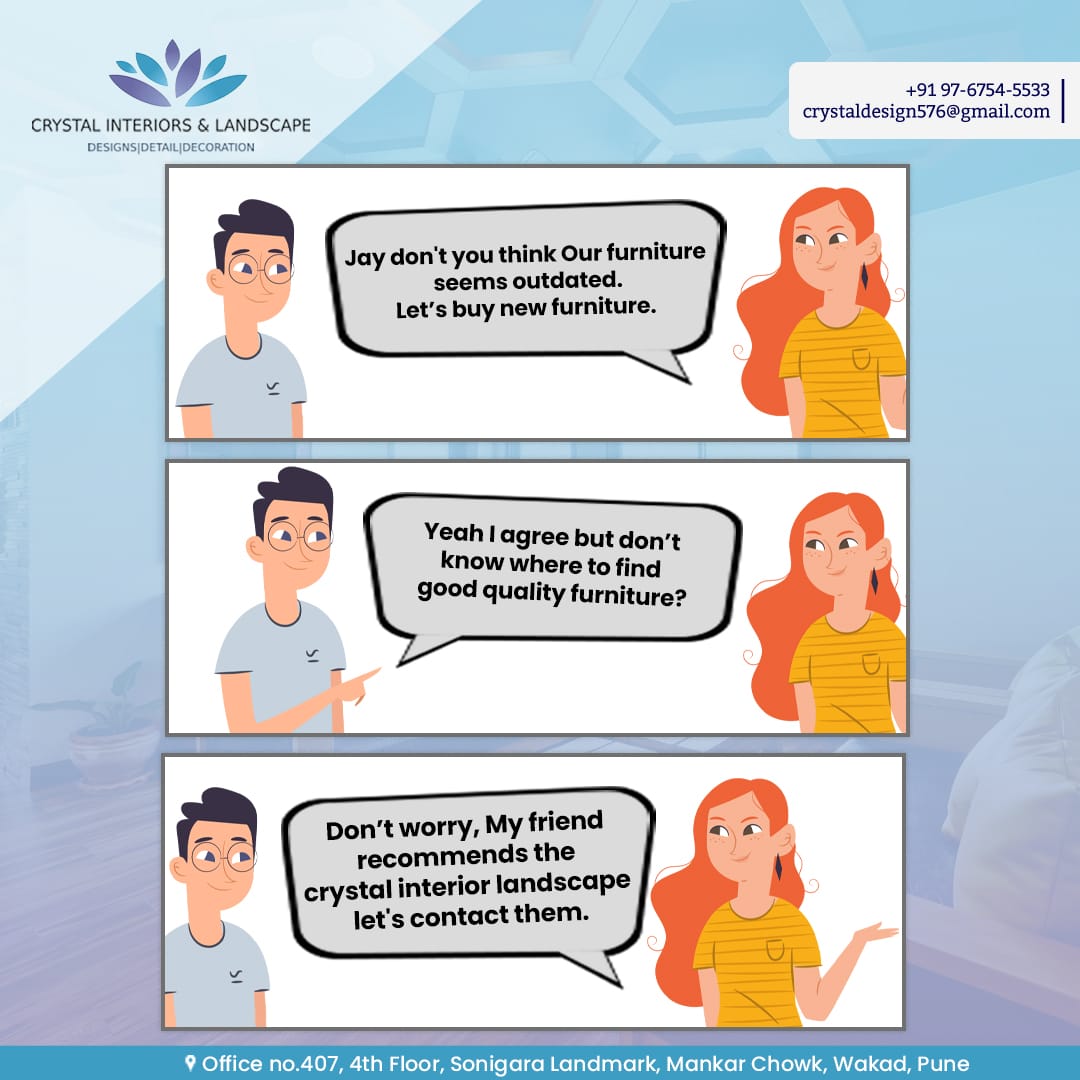 CRYSTAL INTERIORS & LANDSCAPE
DESIGNS|DETAIL|DECORATION
+91 97-6754-5533
crystaldesign576@gmail.com
Jay don't you think Our furniture
seems outdated.
Let’s buy new furniture.
Yeah I agree but don’t
know where to find
good quality furniture?
Don’t worry, My friend
recommends the
crystal interior landscape
let's contact them.
Office no.407, 4th Floor, Sonigara Landmark, Mankar Chowk, Wakad, Pune